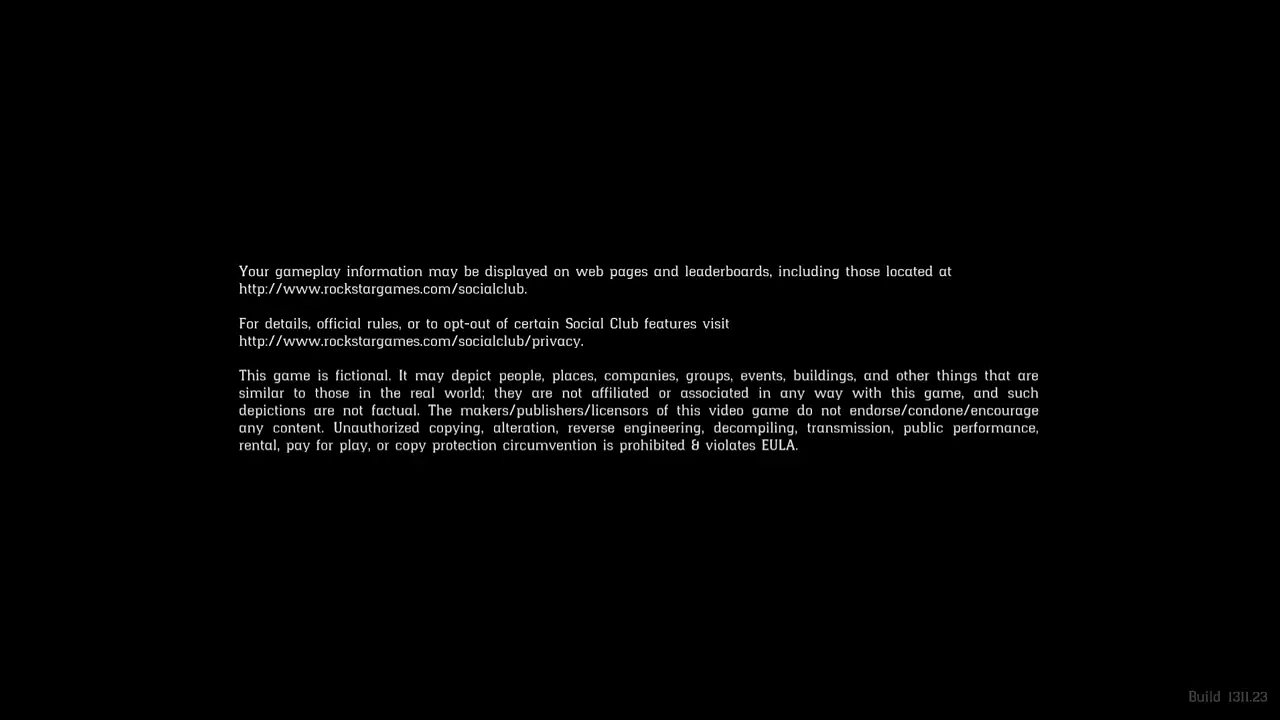 Your gameplay information may be displayed on web pages and leaderboards, including those located at
http://www.rockstargames.com/socialclub.
For details, official rules, or to opt-out of certain Social Club features visit
http://www.rockstargames.com/socialclub/privacy.
This game is fictional. It may depict people, places, companies, groups, events, buildings, and other things that are
similar to those in the real world; they are not affiliated or associated in any way with this game, and such
depictions are not factual. The makers/publishers/licensors of this video game do not endorse/condone/encourage
any content. Unauthorized copying, alteration, reverse engineering, decompiling, transmission, public performance,
rental, pay for play, or copy protection circumvention is prohibited & violates EULA.
Build 1311.23